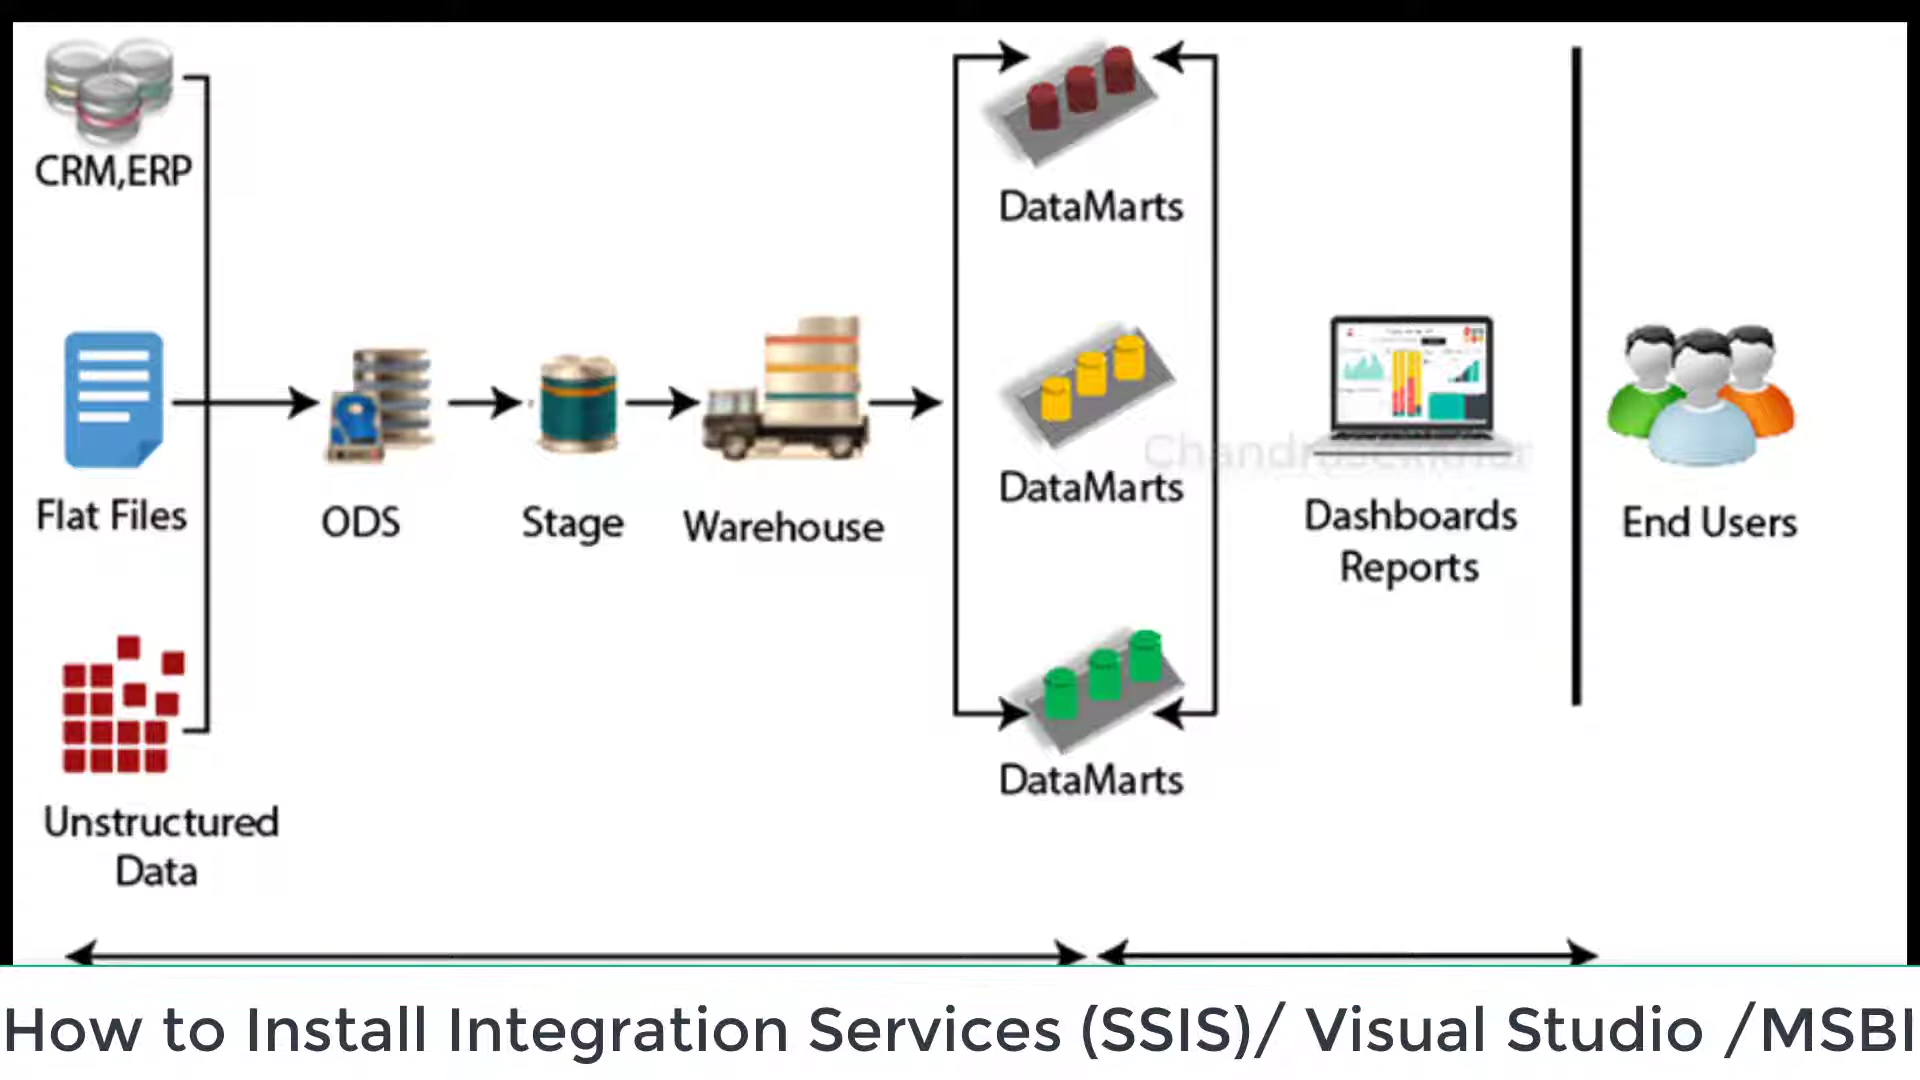 CRM,ERP
DataMarts
Flat Files
ODS
Stage
Warehouse
DataMarts
Dashboards
Reports
End Users
Unstructured
Data
DataMarts
How to Install Integration Services (SSIS)/ Visual Studio /MSBI